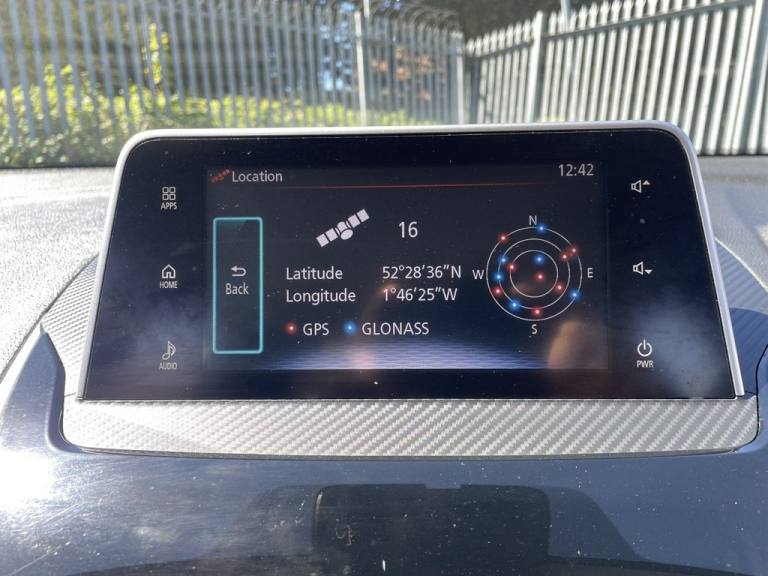 Location 12:42
APPS
16
N
HOME
Back
Latitude 52°28'36"N
W E
Longitude 1°46'25"W
GPS GLONASS
S
AUDIO
PWR